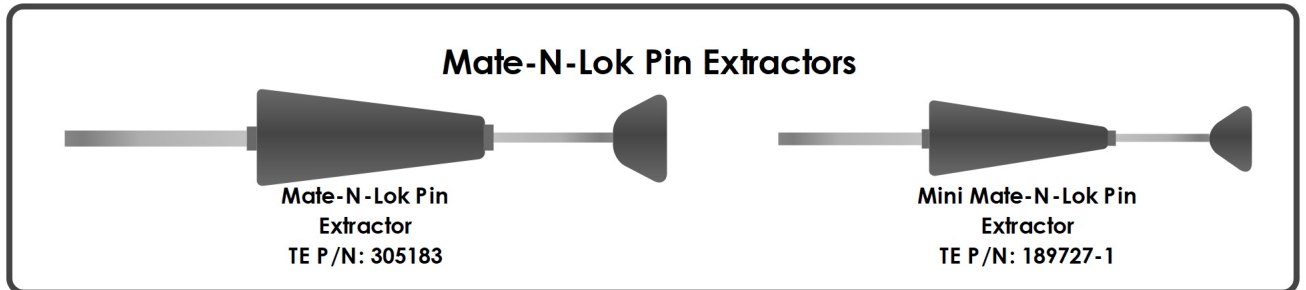 Mate-N-Lok Pin Extractors
Mate-N-Lok Pin
Extractor
TE P/N: 305183
Mini Mate-N-Lok Pin
Extractor
TE P/N: 189727-1